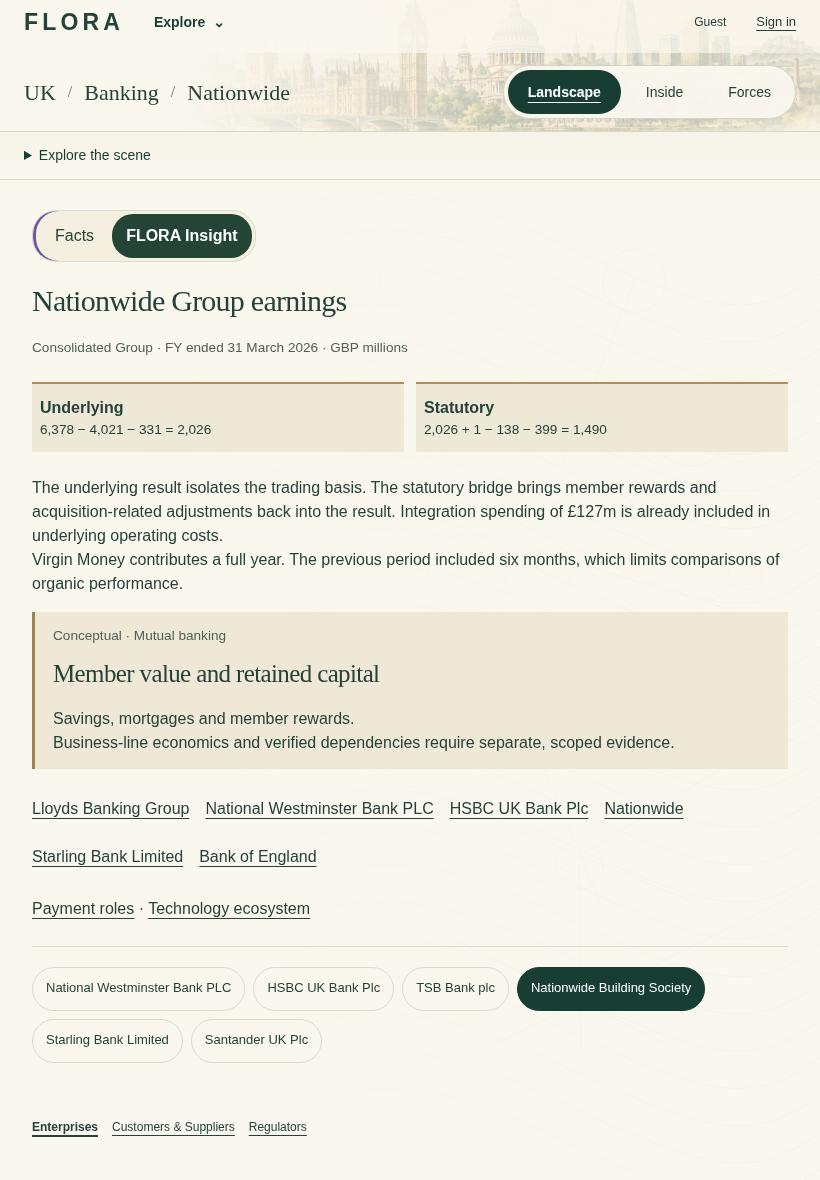 FLORA
Explore
Guest
Sign in
UK / Banking / Nationwide
Landscape
Inside
Forces
Explore the scene
Facts
FLORA Insight
Nationwide Group earnings
Consolidated Group · FY ended 31 March 2026 · GBP millions
Underlying
6,378 − 4,021 − 331 = 2,026
Statutory
2,026 + 1 − 138 − 399 = 1,490
The underlying result isolates the trading basis. The statutory bridge brings member rewards and
acquisition-related adjustments back into the result. Integration spending of £127m is already included in
underlying operating costs.
Virgin Money contributes a full year. The previous period included six months, which limits comparisons of
organic performance.
Conceptual · Mutual banking
Member value and retained capital
Savings, mortgages and member rewards.
Business-line economics and verified dependencies require separate, scoped evidence.
Lloyds Banking Group National Westminster Bank PLC HSBC UK Bank Plc Nationwide
Starling Bank Limited Bank of England
Payment roles · Technology ecosystem
National Westminster Bank PLC
HSBC UK Bank Plc
TSB Bank plc
Nationwide Building Society
Starling Bank Limited
Santander UK Plc
Enterprises Customers & Suppliers Regulators